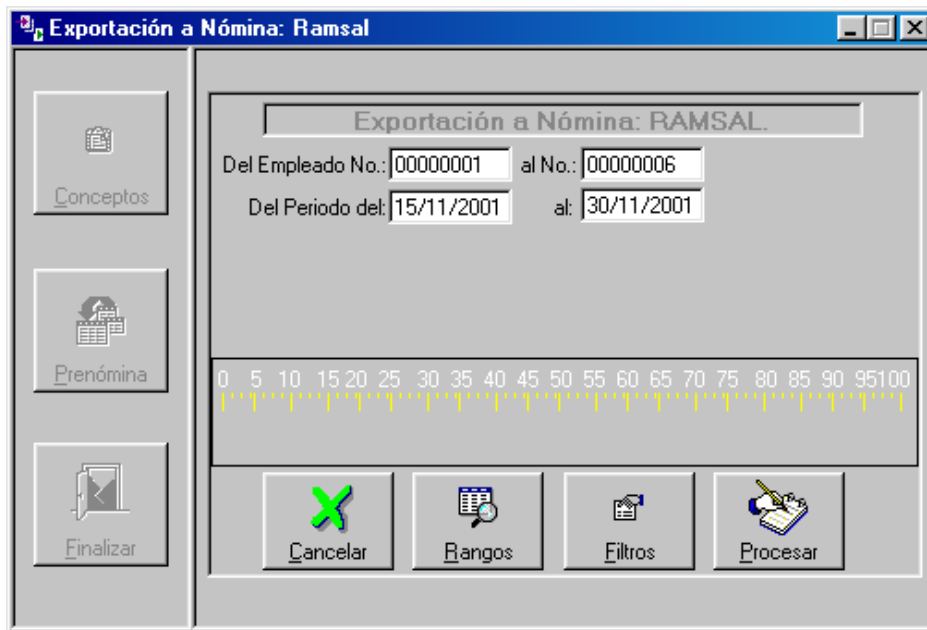 Exportación a Nómina: Ramsal
Conceptos
Prenómina
Finalizar
Exportación a Nómina: RAMSAL.
Del Empleado No.: 00000001 al No.: 00000006
Del Periodo del: 15/11/2001 al: 30/11/2001
0 5 10 15 20 25 30 35 40 45 50 55 60 65 70 75 80 85 90 95 100
Cancelar Rangos Filtros Procesar